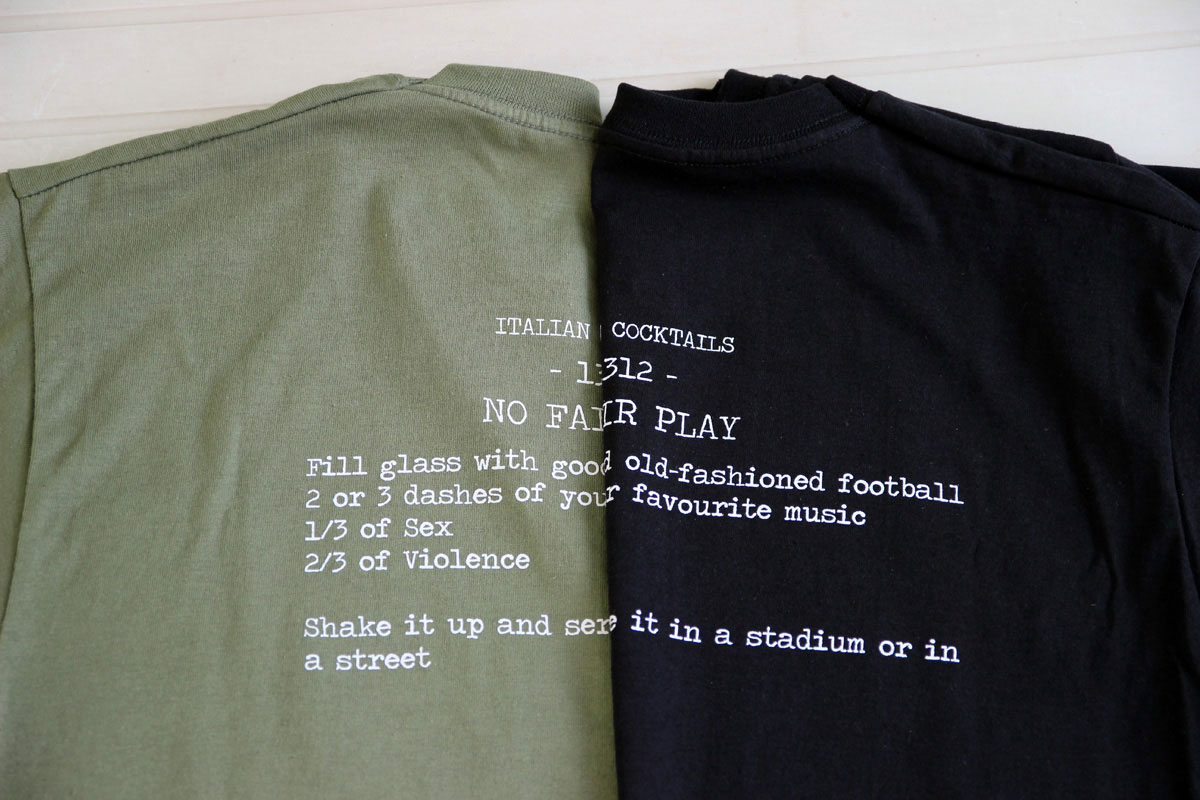 ITALIAN COCKTAILS
- 1312 -
NO FAIR PLAY
Fill glass with good old-fashioned football
2 or 3 dashes of your favourite music
1/3 of Sex
2/3 of Violence
Shake it up and sere it in a stadium or in
a street